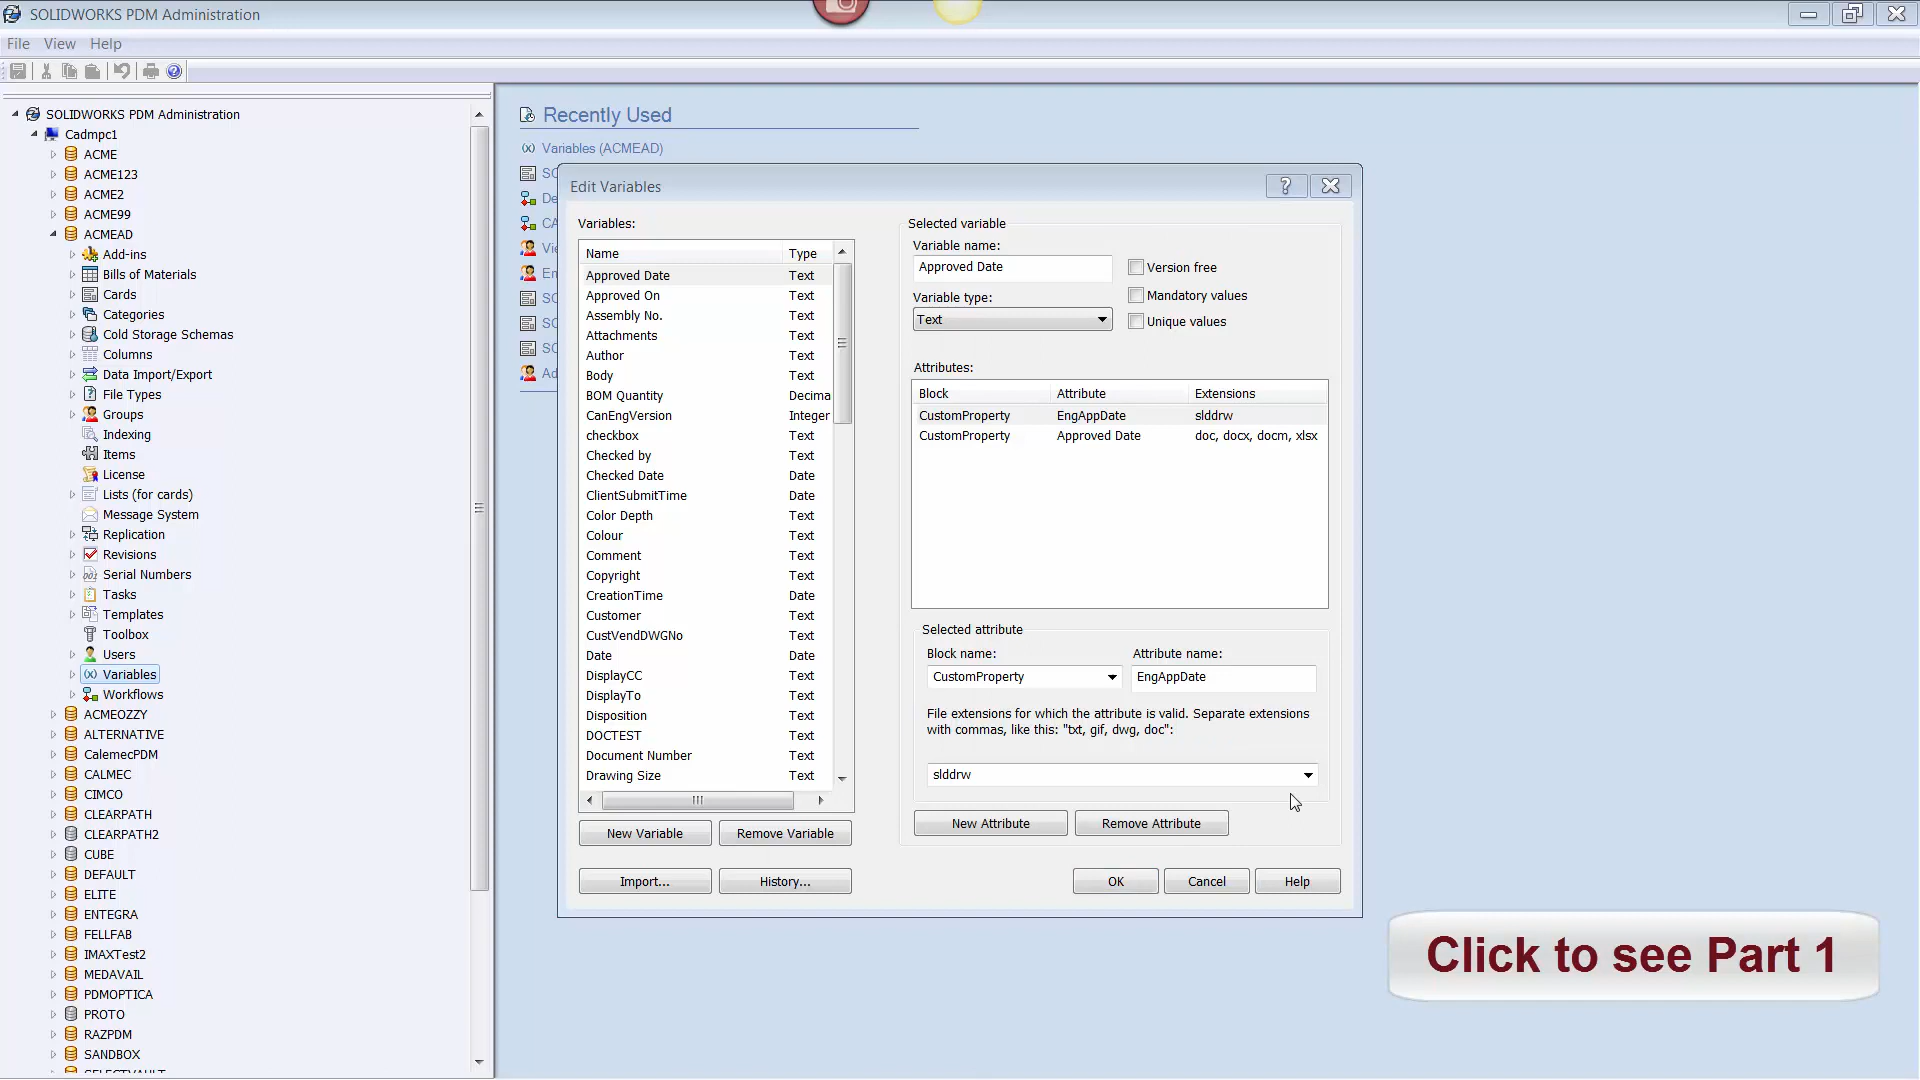 SOLIDWORKS PDM Administration
File View Help
SOLIDWORKS PDM Administration
Cadmpc1
ACME
ACME123
ACME2
ACME99
ACMEAD
Add-ins
Bills of Materials
Cards
Categories
Cold Storage Schemas
Columns
Data Import/Export
File Types
Groups
Indexing
Items
License
Lists (for cards)
Message System
Replication
Revisions
Serial Numbers
Tasks
Templates
Toolbox
Users
Variables
Workflows
ACMEOZZY
ALTERNATIVE
CalemecPDM
CALMEC
CIMCO
CLEARPATH
CLEARPATH2
CUBE
DEFAULT
ELITE
ENTEGRA
FELLFAB
IMAXTest2
MEDAVAIL
PDMOPTICA
PROTO
RAZPDM
SANDBOX
Recently Used
Variables (ACMEAD)
SO
De
CA
Vie
En
SO
SO
SO
Ad
Edit Variables
Variables:
Name Type
Approved Date Text
Approved On Text
Assembly No. Text
Attachments Text
Author Text
Body Text
BOM Quantity Decima
CanEngVersion Integer
checkbox Text
Checked by Text
Checked Date Date
ClientSubmitTime Date
Color Depth Text
Colour Text
Comment Text
Copyright Text
CreationTime Date
Customer Text
CustVendDWGNo Text
Date Date
DisplayCC Text
DisplayTo Text
Disposition Text
DOCTEST Text
Document Number Text
Drawing Size Text
New Variable Remove Variable
Import... History...
Selected variable
Variable name:
Approved Date
Version free
Variable type:
Mandatory values
Text
Unique values
Attributes:
Block Attribute Extensions
CustomProperty EngAppDate slddrw
CustomProperty Approved Date doc, docx, docm, xlsx
Selected attribute
Block name: Attribute name:
CustomProperty EngAppDate
File extensions for which the attribute is valid. Separate extensions
with commas, like this: "txt, gif, dwg, doc":
slddrw
New Attribute Remove Attribute
OK Cancel Help
Click to see Part 1